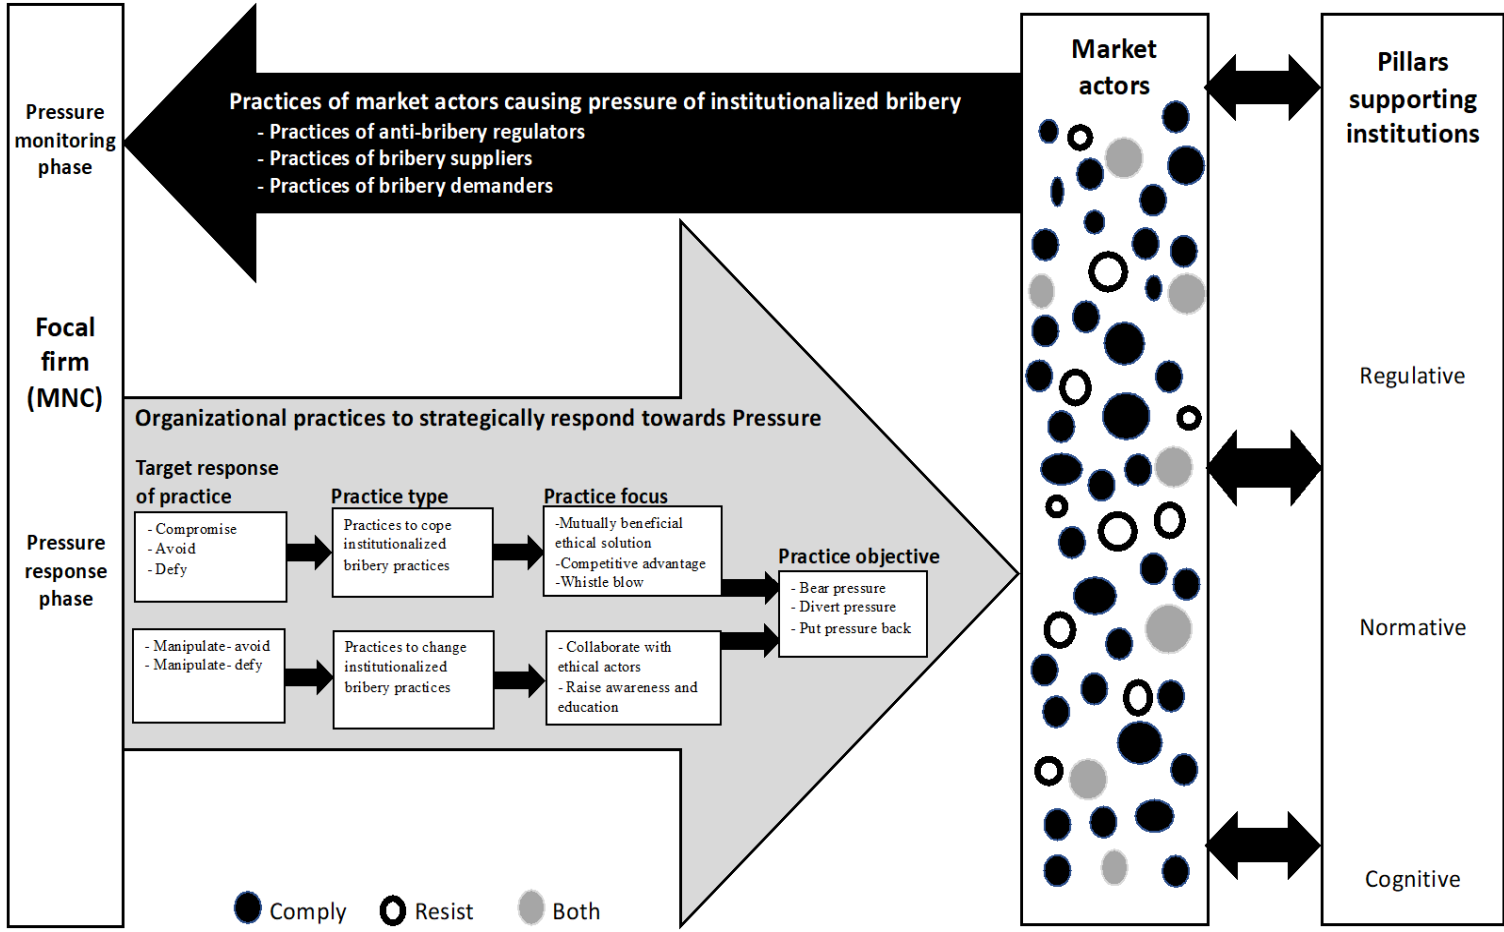 Pressure
monitoring
phase
Focal
firm
(MNC)
Pressure
response
phase
Practices of market actors causing pressure of institutionalized bribery
- Practices of anti-bribery regulators
- Practices of bribery suppliers
- Practices of bribery demanders
Organizational practices to strategically respond towards Pressure
Target response
of practice
- Compromise
- Avoid
- Defy
- Manipulate- avoid
- Manipulate- defy
Practice type
Practices to cope
institutionalized
bribery practices
Practices to change
institutionalized
bribery practices
Practice focus
-Mutually beneficial
ethical solution
-Competitive advantage
-Whistle blow
- Collaborate with
ethical actors
- Raise awareness and
education
Practice objective
- Bear pressure
- Divert pressure
- Put pressure back
Market
actors
Pillars
supporting
institutions
Regulative
Normative
Cognitive
Comply
Resist
Both